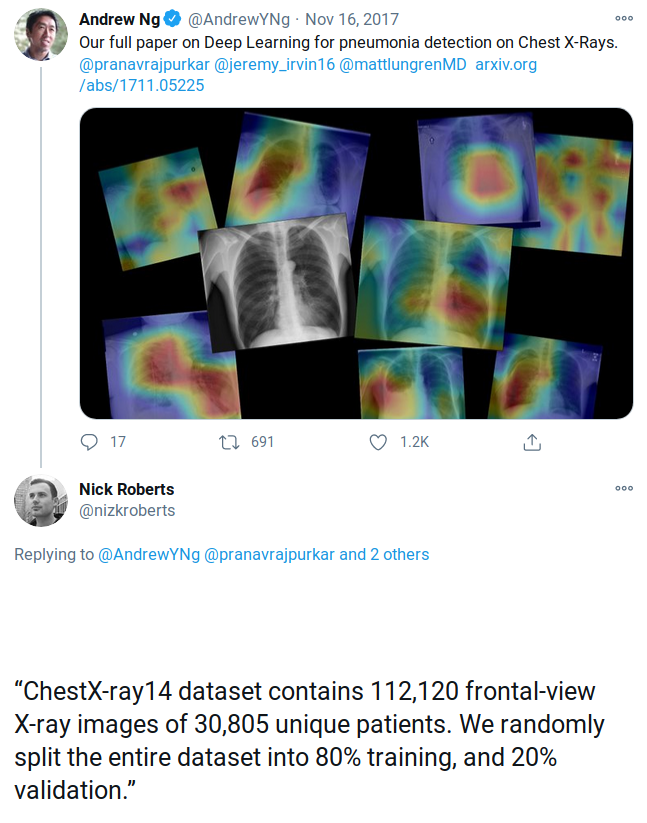 Andrew Ng @AndrewYNg · Nov 16, 2017
Our full paper on Deep Learning for pneumonia detection on Chest X-Rays.
@pranavrajpurkar @jeremy_irvin16 @mattlungrenMD arxiv.org
/abs/1711.05225
17 691 1.2K
Nick Roberts
@nizkroberts
Replying to @AndrewYNg @pranavrajpurkar and 2 others
“ChestX-ray14 dataset contains 112,120 frontal-view
X-ray images of 30,805 unique patients. We randomly
split the entire dataset into 80% training, and 20%
validation.”